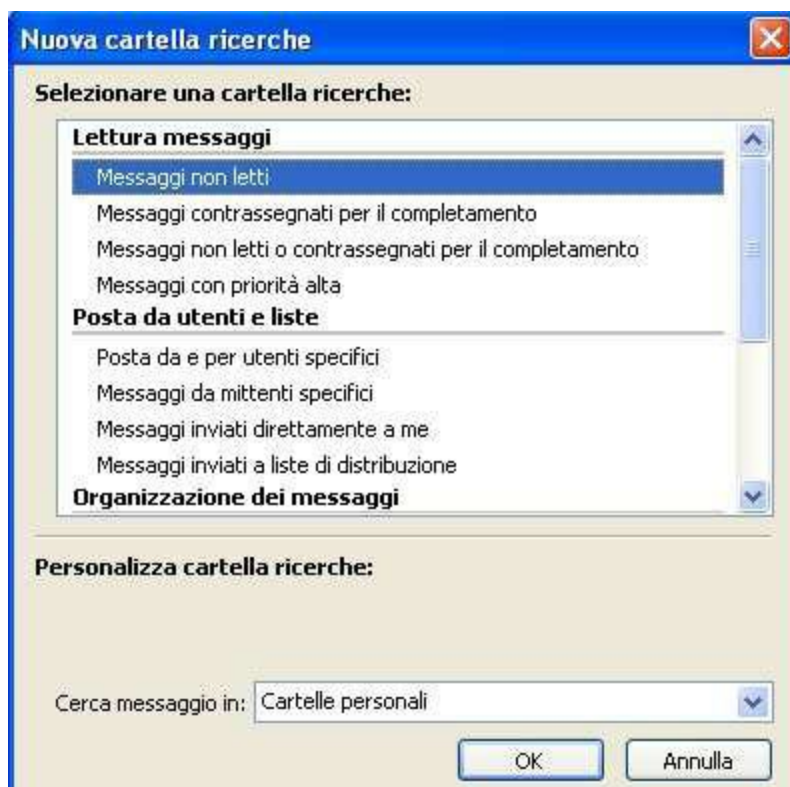 Nuova cartella ricerche
Selezionare una cartella ricerche:
Lettura messaggi
Messaggi non letti
Messaggi contrassegnati per il completamento
Messaggi non letti o contrassegnati per il completamento
Messaggi con priorità alta
Posta da utenti e liste
Posta da e per utenti specifici
Messaggi da mittenti specifici
Messaggi inviati direttamente a me
Messaggi inviati a liste di distribuzione
Organizzazione dei messaggi
Personalizza cartella ricerche:
Cerca messaggio in: Cartelle personali
OK Annulla